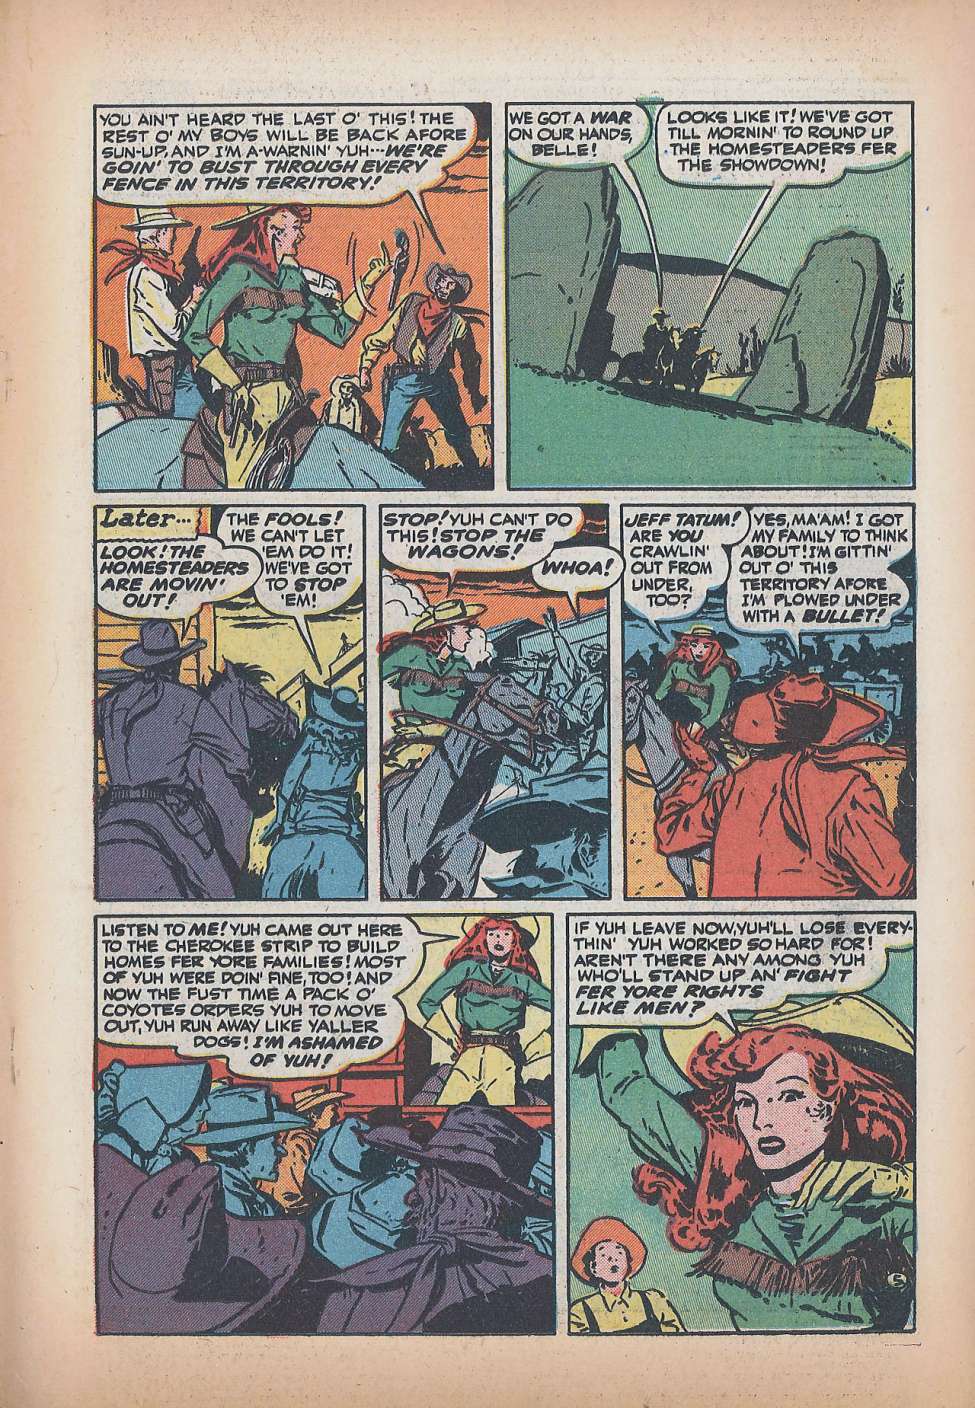 YOU AIN'T HEARD THE LAST O' THIS! THE
REST O' MY BOYS WILL BE BACK AFORE
SUN-UP, AND I'M A-WARNIN' YUH--- WE'RE
GOIN' TO BUST THROUGH EVERY
FENCE IN THIS TERRITORY!
WE GOT A WAR
ON OUR HANDS,
BELLE!
LOOKS LIKE IT! WE'VE GOT
TILL MORNIN' TO ROUND UP
THE HOMESTEADERS FER
THE SHOWDOWN!
Later---
LOOK! THE
HOMESTEADERS
ARE MOVIN'
OUT!
THE FOOLS!
WE CAN'T LET
'EM DO IT!
WE'VE GOT
TO STOP
'EM!
STOP! YUH CAN'T DO
THIS! STOP THE
WAGONS!
WHOA!
JEFF TATUM!
ARE YOU
CRAWLIN'
OUT FROM
UNDER,
TOO?
YES, MA'AM! I GOT
MY FAMILY TO THINK
ABOUT! I'M GITTIN'
OUT O' THIS
TERRITORY AFORE
I'M PLOWED UNDER
WITH A BULLET!
LISTEN TO ME! YUH CAME OUT HERE
TO THE CHEROKEE STRIP TO BUILD
HOMES FER YORE FAMILIES! MOST
OF YUH WERE DOIN' FINE, TOO! AND
NOW THE FUST TIME A PACK O'
COYOTES ORDERS YUH TO MOVE
OUT, YUH RUN AWAY LIKE YALLER
DOGS! I'M ASHAMED
OF YUH!
IF YUH LEAVE NOW, YUH'LL LOSE EVERY-
THIN' YUH WORKED SO HARD FOR!
AREN'T THERE ANY AMONG YUH
WHO'LL STAND UP AN' FIGHT
FER YORE RIGHTS
LIKE MEN?
5